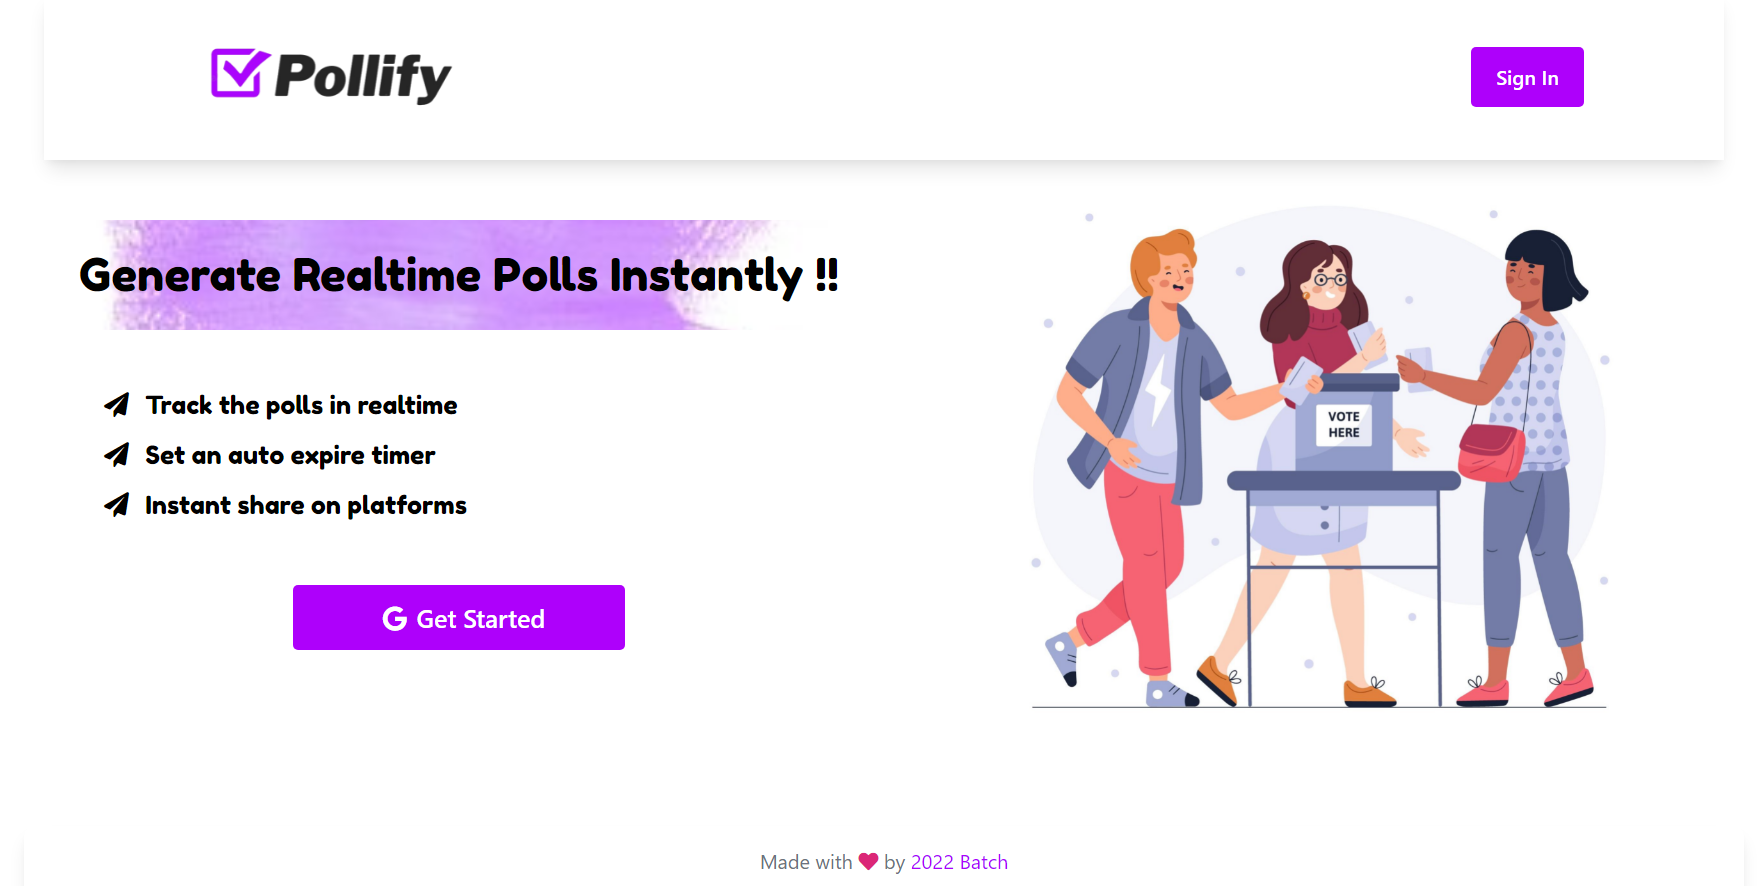 Pollify
Sign In
Generate Realtime Polls Instantly !!
Track the polls in realtime
Set an auto expire timer
Instant share on platforms
G Get Started
VOTE
HERE
Made with ❤ by 2022 Batch